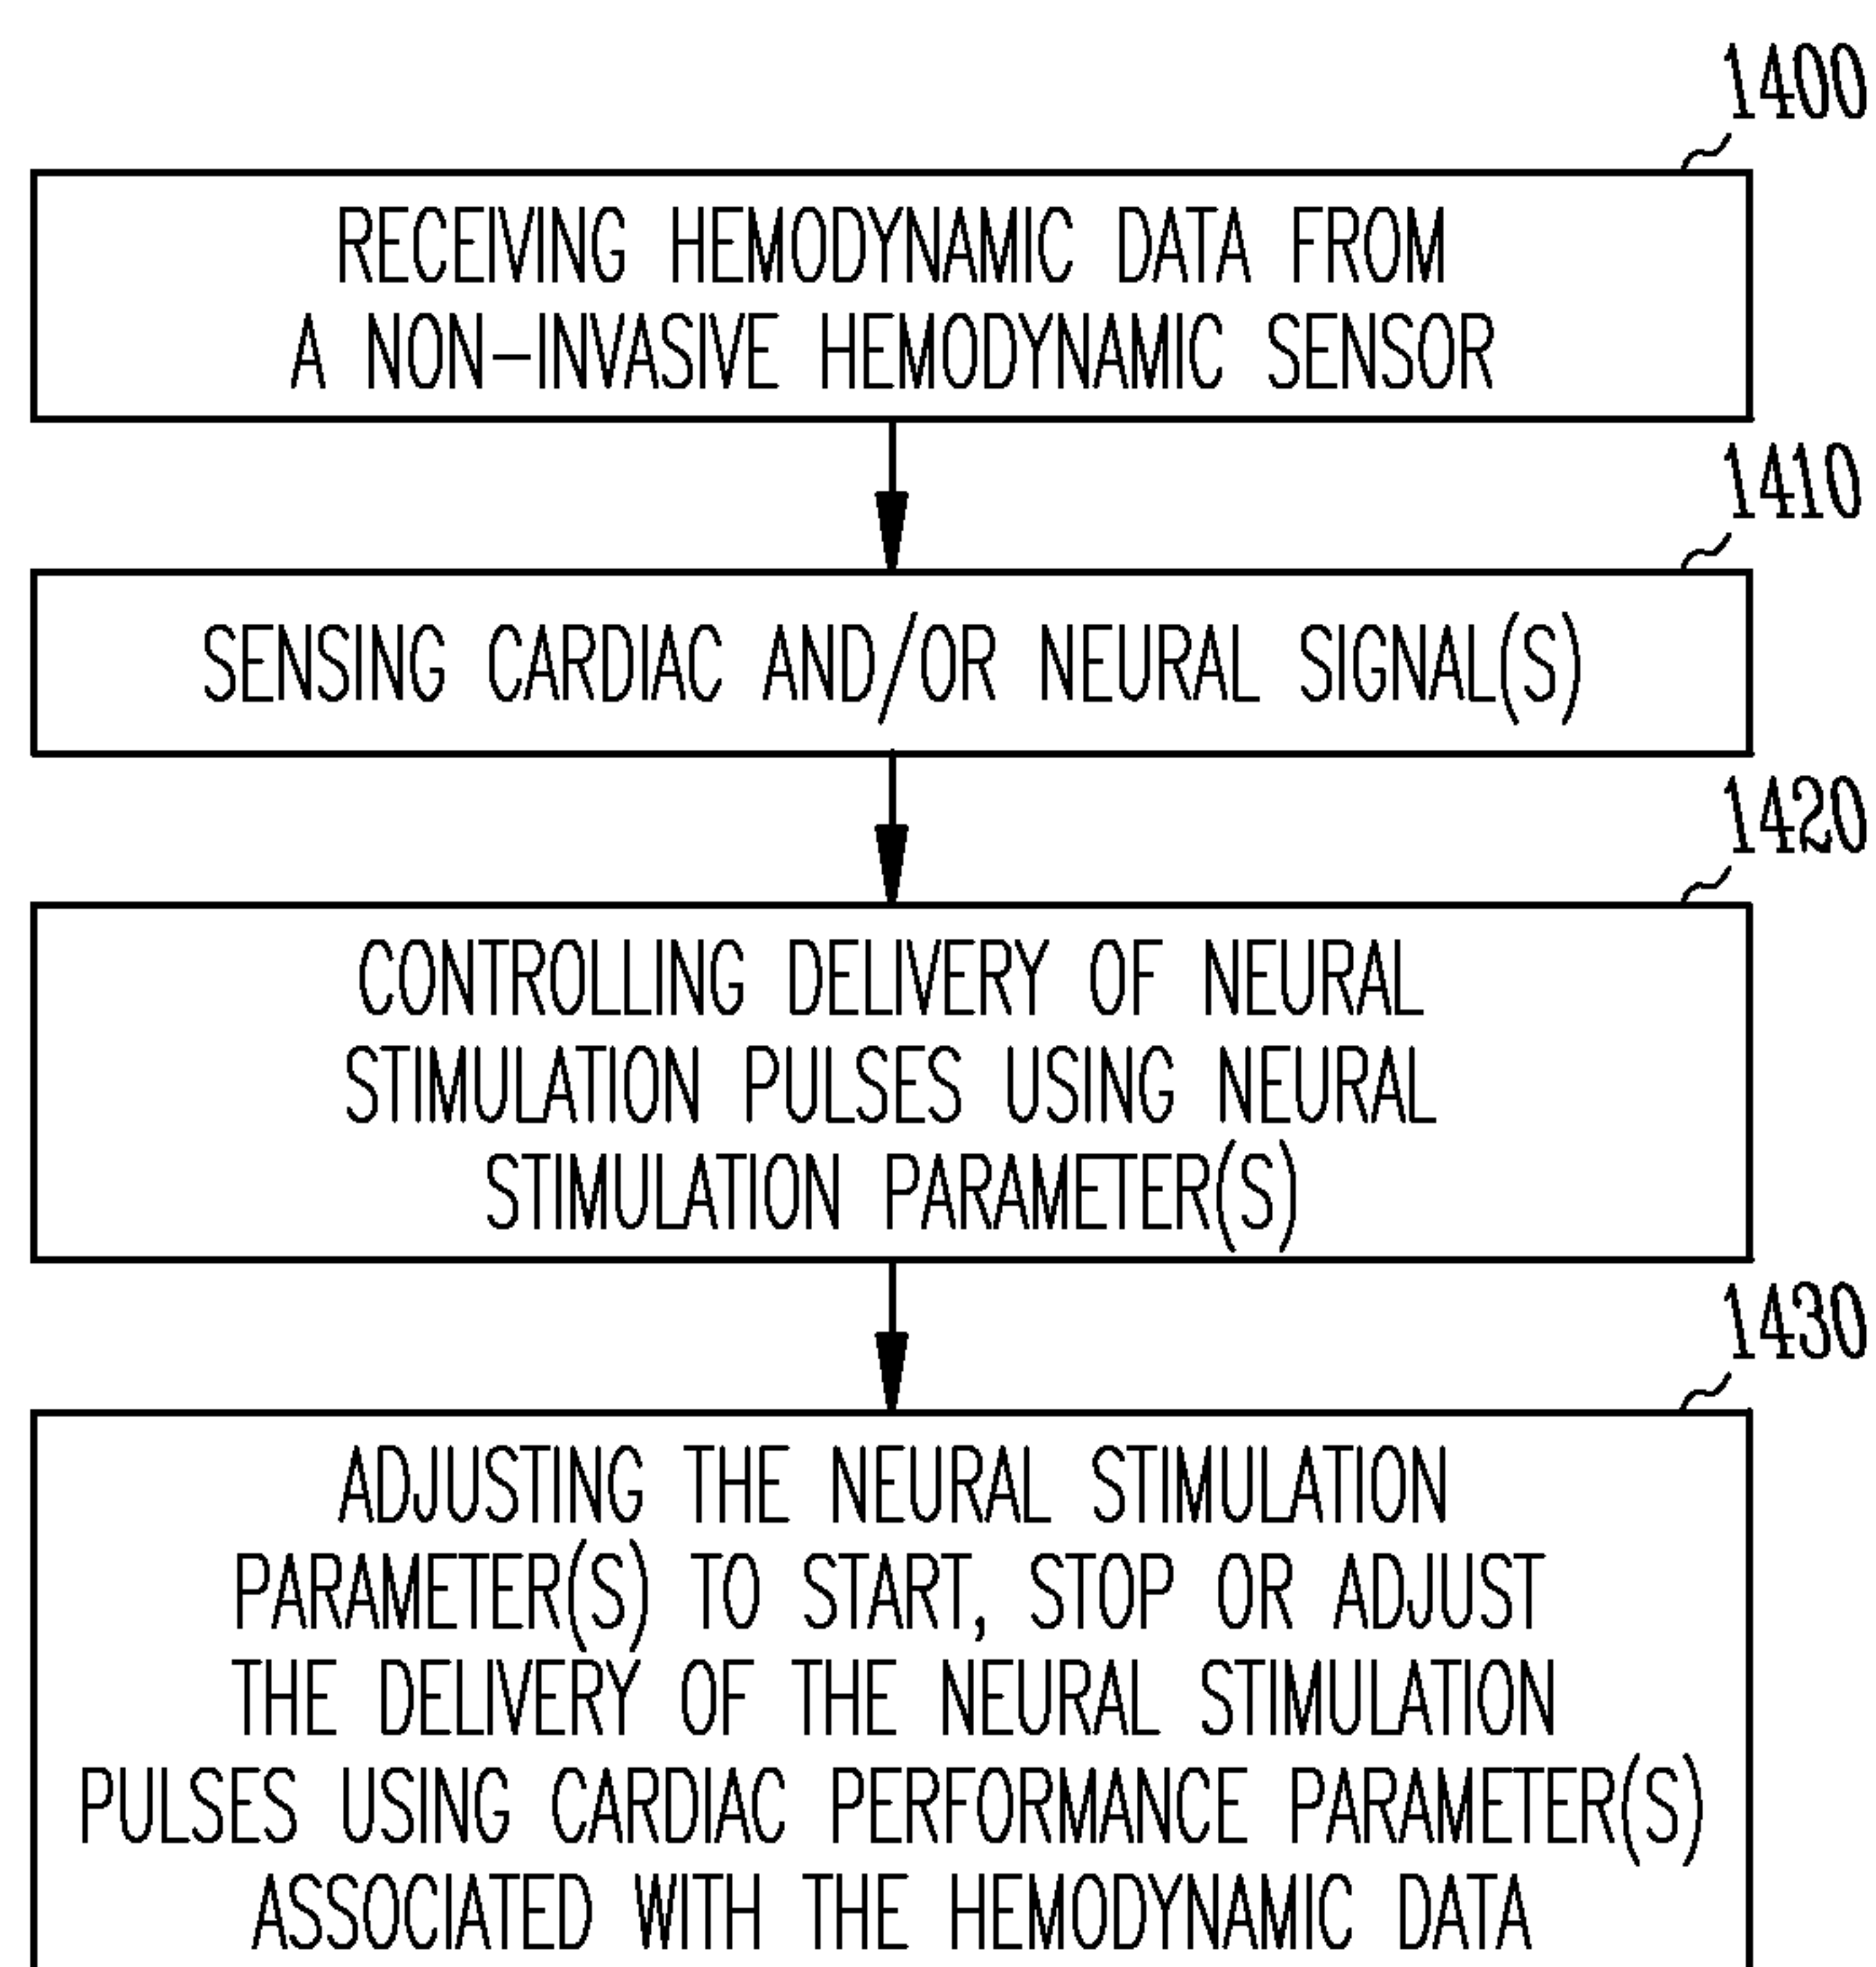 1400
RECEIVING HEMODYNAMIC DATA FROM
A NON-INVASIVE HEMODYNAMIC SENSOR
1410
SENSING CARDIAC AND/OR NEURAL SIGNAL(S)
1420
CONTROLLING DELIVERY OF NEURAL
STIMULATION PULSES USING NEURAL
STIMULATION PARAMETER(S)
1430
ADJUSTING THE NEURAL STIMULATION
PARAMETER(S) TO START, STOP OR ADJUST
THE DELIVERY OF THE NEURAL STIMULATION
PULSES USING CARDIAC PERFORMANCE PARAMETER(S)
ASSOCIATED WITH THE HEMODYNAMIC DATA